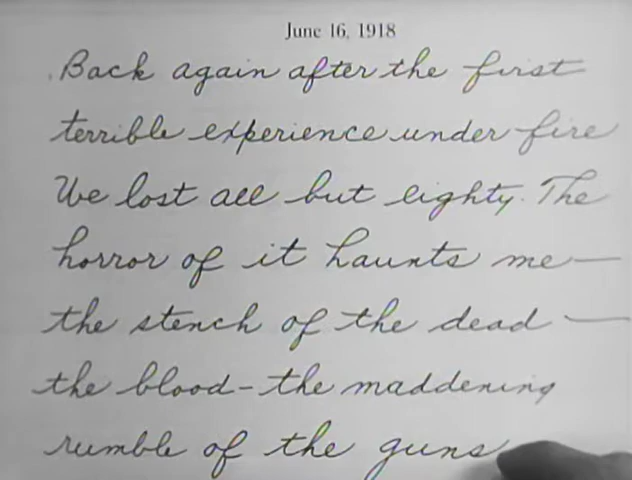 June 16, 1918
Back again after the first
terrible experience under fire
We lost all but eighty. The
horror of it haunts me—
the stench of the dead—
the blood-the maddening
rumble of the guns